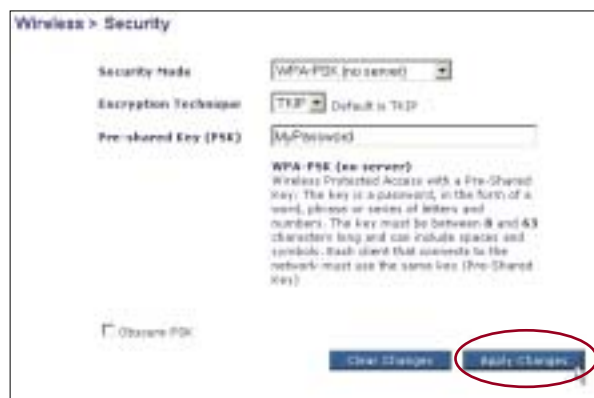 Wireless > Security
Security Mode WPA-PSK (no server)
Encryption Technique TKIP Default is TKIP
Pre-shared Key (PSK) MyPassword
WPA-PSK (no server)
Wireless Protected Access with a Pre-Shared
Key: The key is a password, in the form of a
word, phrase or series of letters and
numbers. The key must be between 8 and 63
characters long and can include spaces and
symbols. Each client that connects to the
network must use the same key (Pre-Shared
Key)
Obscure PSK
Clear Changes Apply Changes